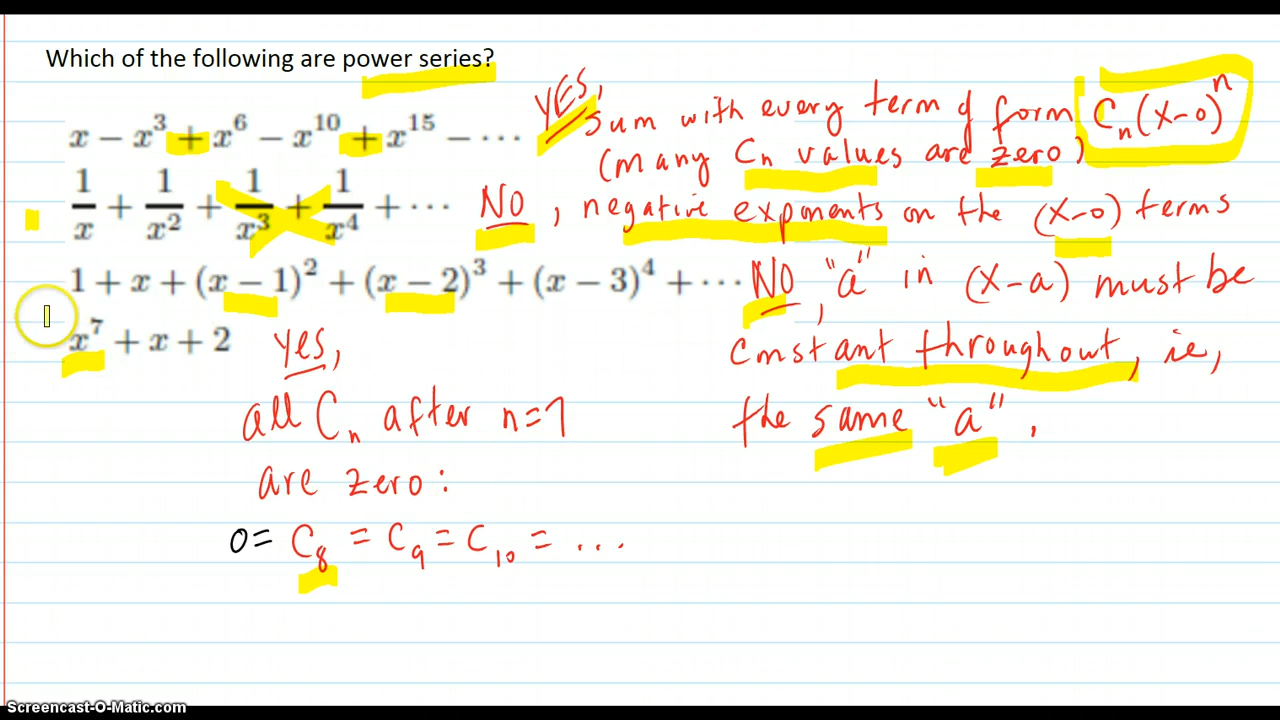 Which of the following are power series?
x − x³ + x⁶ − x¹⁰ + x¹⁵ − ⋯ YES, Sum with every term of form Cₙ(x-0)ⁿ
(many Cₙ values are zero)
1/x + 1/x² + 1/x³ + 1/x⁴ + ⋯ NO, negative exponents on the (x-0) terms
1 + x + (x − 1)² + (x − 2)³ + (x − 3)⁴ + ⋯ NO, "a" in (x-a) must be
constant throughout, ie,
the same "a".
x⁷ + x + 2 yes,
all Cₙ after n=7
are zero:
0= C₈ = C₉ = C₁₀ = ...
Screencast-O-Matic.com